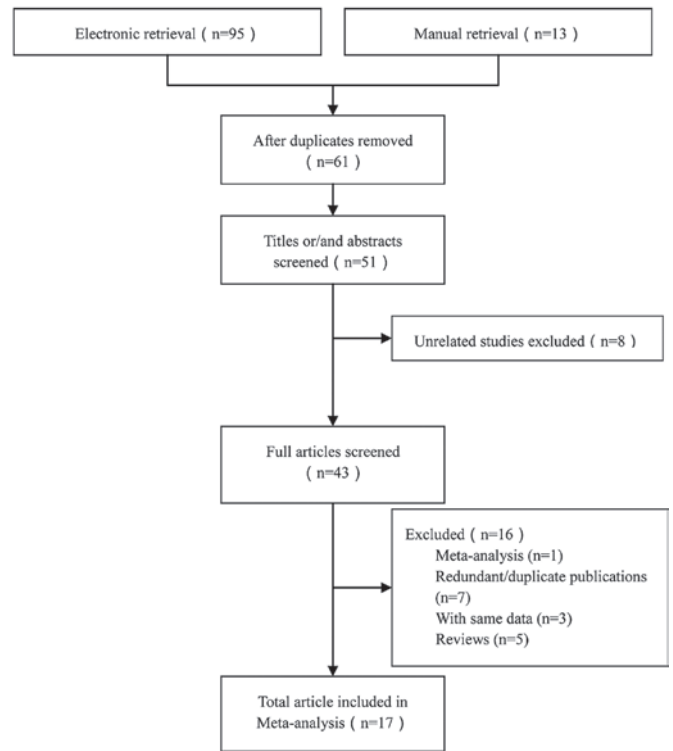 Electronic retrieval ( n=95 )
Manual retrieval ( n=13 )
After duplicates removed
( n=61 )
Titles or/and abstracts
screened ( n=51 )
Unrelated studies excluded ( n=8 )
Full articles screened
( n=43 )
Excluded ( n=16 )
Meta-analysis (n=1)
Redundant/duplicate publications
(n=7)
With same data (n=3)
Reviews (n=5)
Total article included in
Meta-analysis ( n=17 )